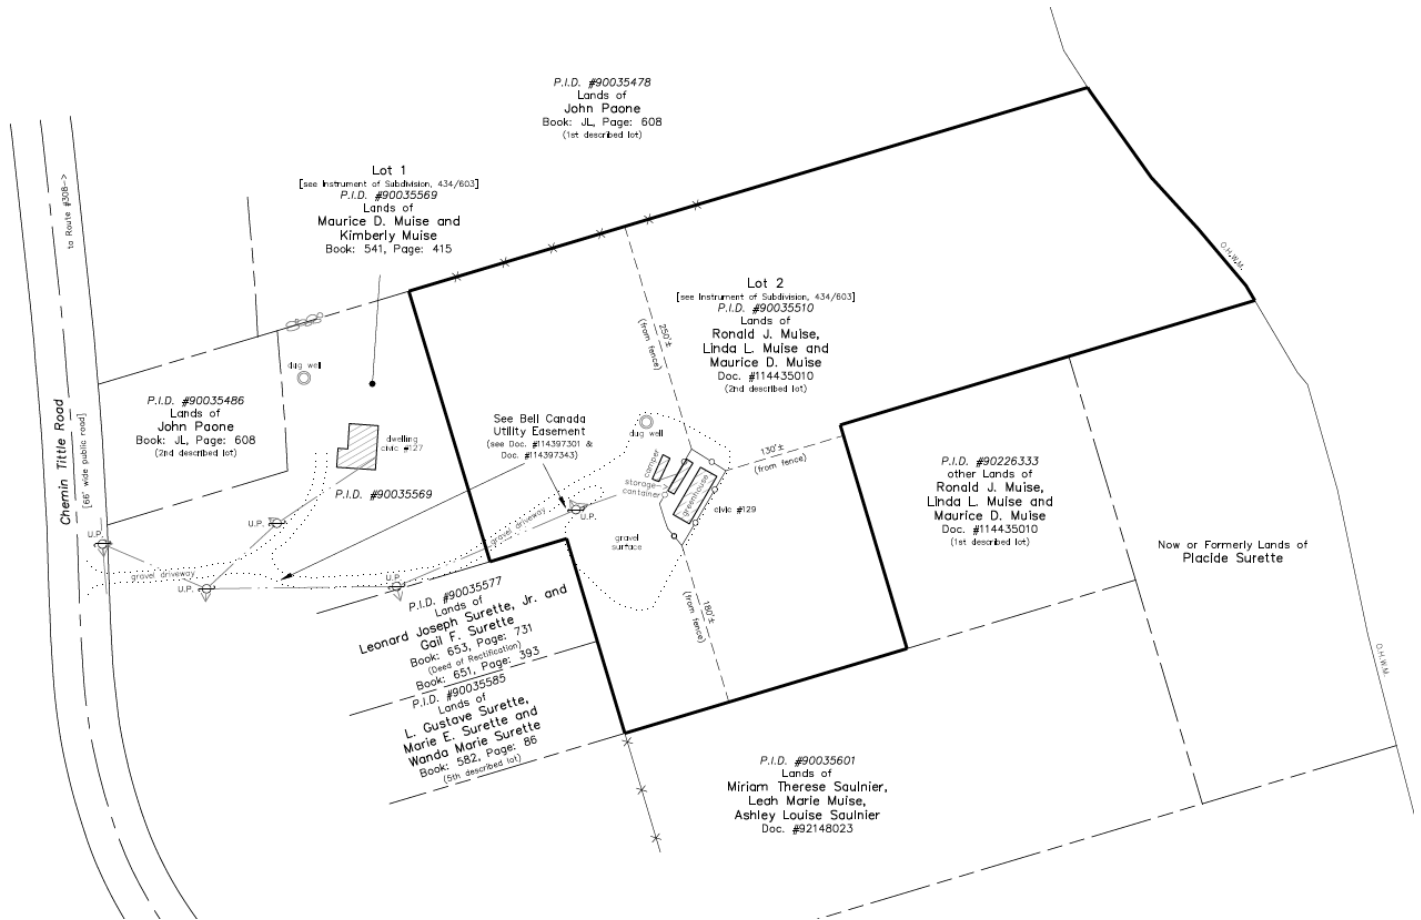 P.I.D. #90035478
Lands of
John Paone
Book: JL, Page: 608
(1st described lot)
to Route #308->
Lot 1
[see Instrument of Subdivision, 434/603]
P.I.D. #90035569
Lands of
Maurice D. Muise and
Kimberly Muise
Book: 541, Page: 415
O.H.W.M.
Lot 2
[see Instrument of Subdivision, 434/603]
P.I.D. #90035510
Lands of
Ronald J. Muise,
Linda L. Muise and
Maurice D. Muise
Doc. #114435010
(2nd described lot)
250'±
(from fence)
dug well
P.I.D. #90035486
Lands of
John Paone
Book: JL, Page: 608
(2nd described lot)
Chemin Tittle Road
[66' wide public road]
dwelling
civic #127
See Bell Canada
Utility Easement
(see Doc. #114397301 &
Doc. #114397343)
dug well
130'±
(from fence)
camper
storage->
container
greenhouse
civic #129
P.I.D. #90035569
P.I.D. #90226333
other Lands of
Ronald J. Muise,
Linda L. Muise and
Maurice D. Muise
Doc. #114435010
(1st described lot)
U.P.
U.P.
U.P.
gravel driveway
gravel
surface
Now or Formerly Lands of
Placide Surette
gravel driveway
U.P.
U.P.
P.I.D. #90035577
Lands of
Leonard Joseph Surette, Jr. and
Gail F. Surette
Book: 653, Page: 731
(Deed of Rectification)
Book: 651, Page: 393
180'±
(from fence)
O.H.W.M.
P.I.D. #90035585
Lands of
L. Gustave Surette,
Marie E. Surette and
Wanda Marie Surette
Book: 582, Page: 86
(5th described lot)
P.I.D. #90035601
Lands of
Miriam Therese Saulnier,
Leah Marie Muise,
Ashley Louise Saulnier
Doc. #92148023